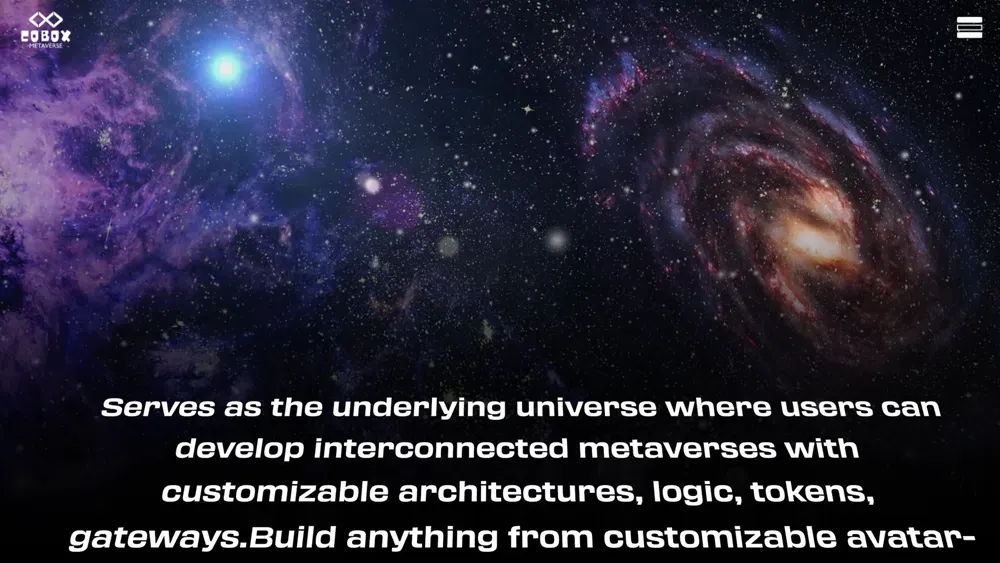 COBOX
METAVERSE
Serves as the underlying universe where users can
develop interconnected metaverses with
customizable architectures, logic, tokens,
gateways.Build anything from customizable avatar-